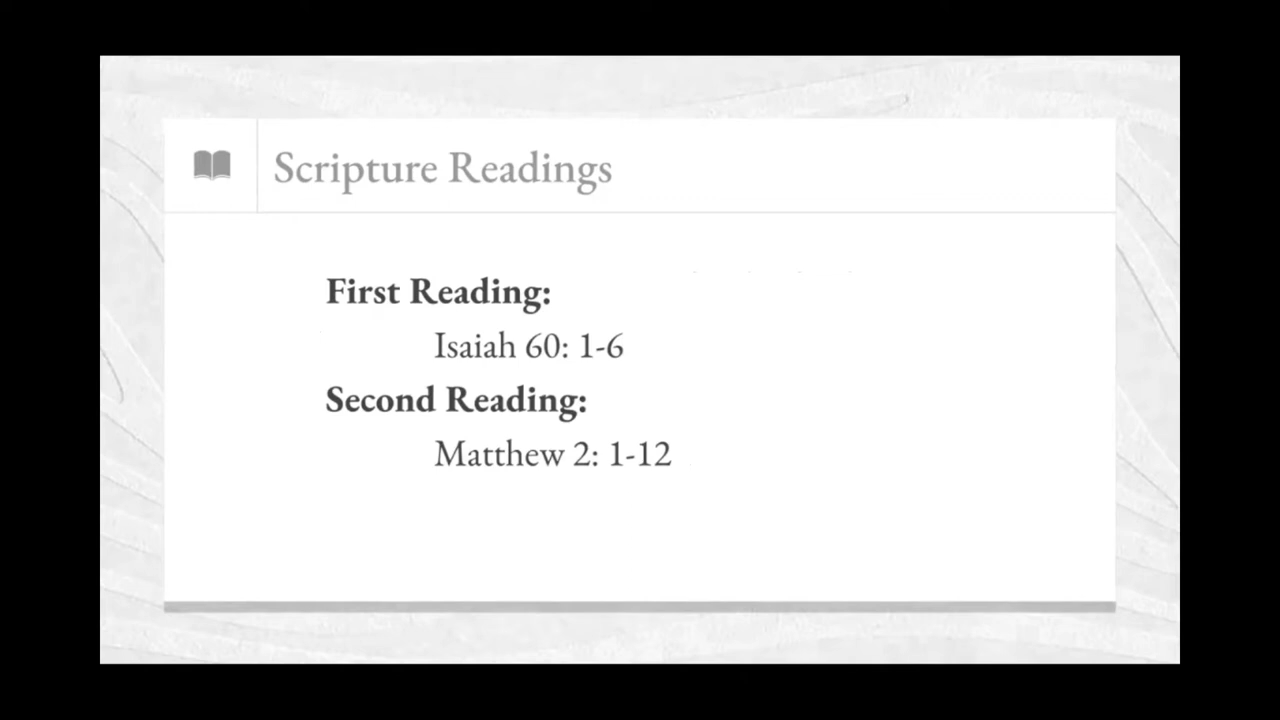 Scripture Readings
First Reading:
Isaiah 60: 1-6
Second Reading:
Matthew 2: 1-12